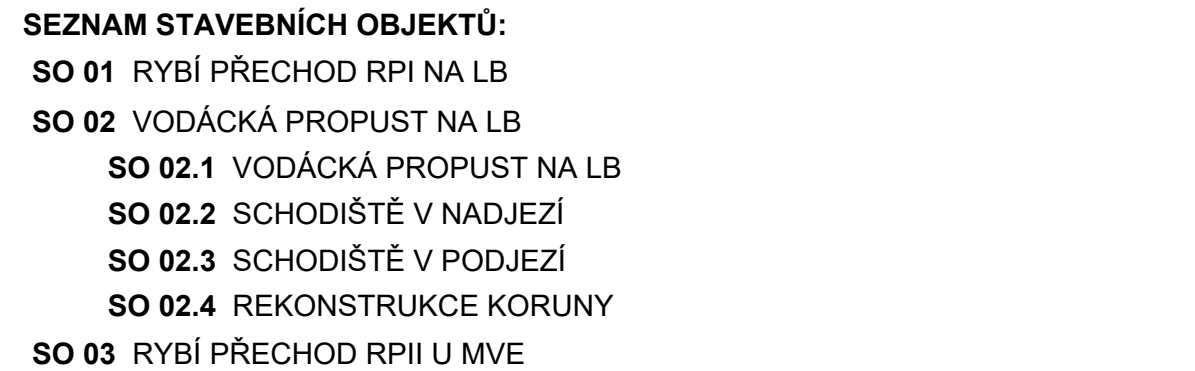 SEZNAM STAVEBNÍCH OBJEKTŮ:
SO 01 RYBÍ PŘECHOD RPI NA LB
SO 02 VODÁCKÁ PROPUST NA LB
SO 02.1 VODÁCKÁ PROPUST NA LB
SO 02.2 SCHODIŠTĚ V NADJEZÍ
SO 02.3 SCHODIŠTĚ V PODJEZÍ
SO 02.4 REKONSTRUKCE KORUNY
SO 03 RYBÍ PŘECHOD RPII U MVE